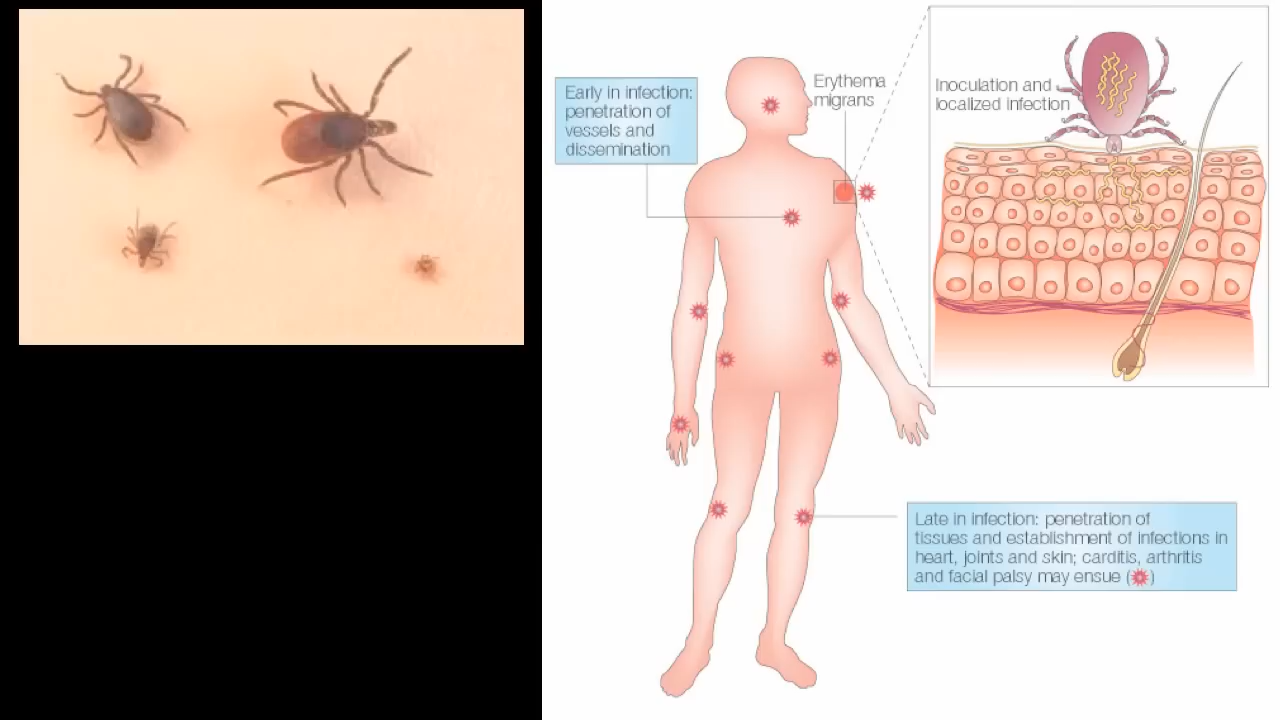 Early in infection:
penetration of
vessels and
dissemination
Erythema
migrans
Inoculation and
localized infection
Late in infection: penetration of
tissues and establishment of infections in
heart, joints and skin; carditis, arthritis
and facial palsy may ensue ( )